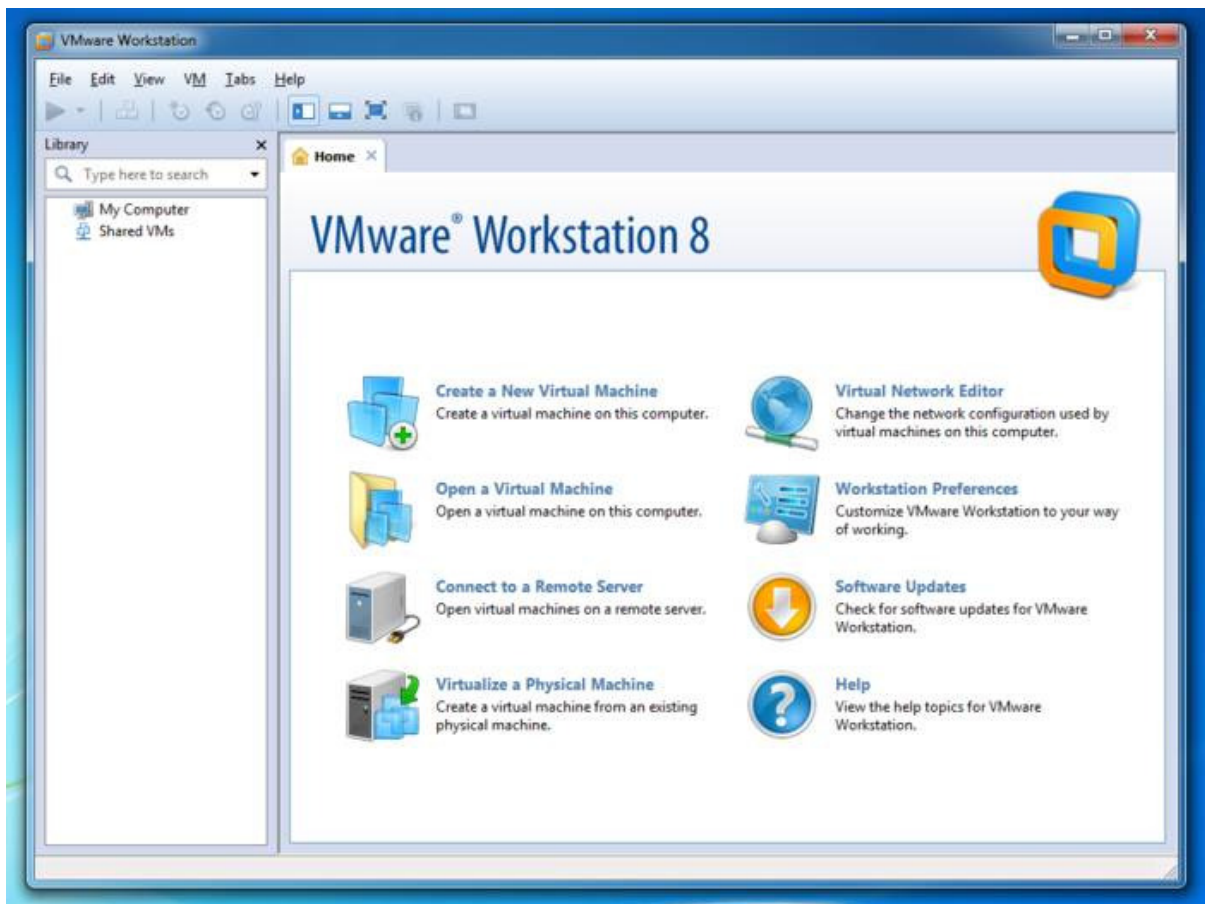 VMware Workstation
File Edit View VM Tabs Help
Library
Type here to search
My Computer
Shared VMs
Home
VMware® Workstation 8
Create a New Virtual Machine
Create a virtual machine on this computer.
Open a Virtual Machine
Open a virtual machine on this computer.
Connect to a Remote Server
Open virtual machines on a remote server.
Virtualize a Physical Machine
Create a virtual machine from an existing
physical machine.
Virtual Network Editor
Change the network configuration used by
virtual machines on this computer.
Workstation Preferences
Customize VMware Workstation to your way
of working.
Software Updates
Check for software updates for VMware
Workstation.
Help
View the help topics for VMware
Workstation.